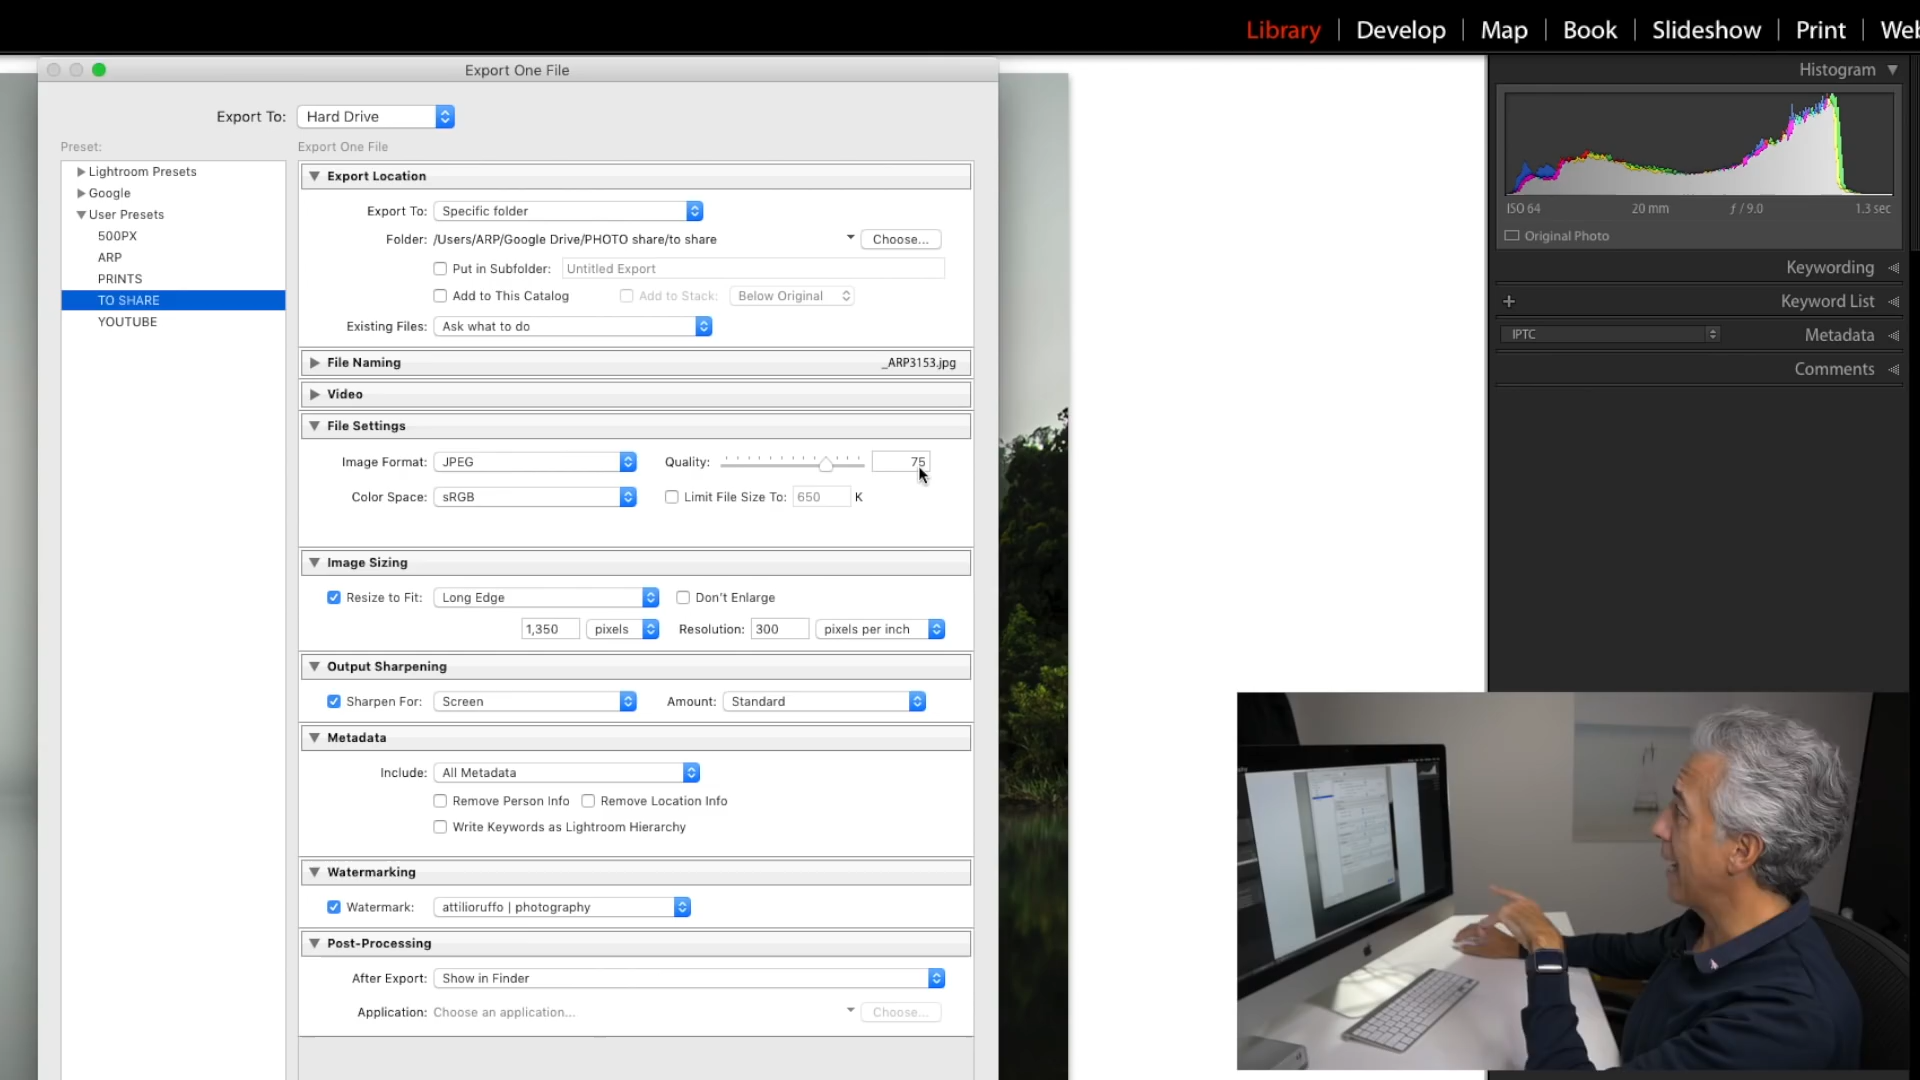 Library | Develop | Map | Book | Slideshow | Print | Web
Export One File
Histogram
Export To: Hard Drive
Preset:
Export One File
Lightroom Presets
Google
User Presets
500PX
ARP
PRINTS
TO SHARE
YOUTUBE
Export Location
Export To: Specific folder
Folder: /Users/ARP/Google Drive/PHOTO share/to share Choose...
Put in Subfolder: Untitled Export
Add to This Catalog Add to Stack: Below Original
Existing Files: Ask what to do
File Naming _ARP3153.jpg
Video
File Settings
Image Format: JPEG Quality: 75
Color Space: sRGB Limit File Size To: 650 K
Image Sizing
Resize to Fit: Long Edge Don't Enlarge
1,350 pixels Resolution: 300 pixels per inch
Output Sharpening
Sharpen For: Screen Amount: Standard
Metadata
Include: All Metadata
Remove Person Info Remove Location Info
Write Keywords as Lightroom Hierarchy
Watermarking
Watermark: attilioruffo | photography
Post-Processing
After Export: Show in Finder
Application: Choose an application... Choose...
ISO 64 20 mm ƒ / 9.0 1.3 sec
Original Photo
Keywording
+ Keyword List
IPTC Metadata
Comments